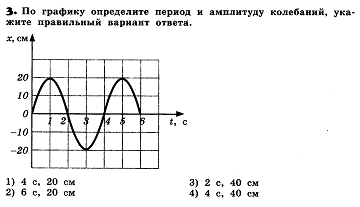 3. По графику определите период и амплитуду колебаний, ука-
жите правильный вариант ответа.
x, см
20
10
0
-10
-20
1 2 3 4 5 6 t, с
1) 4 с, 20 см
2) 6 с, 20 см
3) 2 с, 40 см
4) 4 с, 40 см